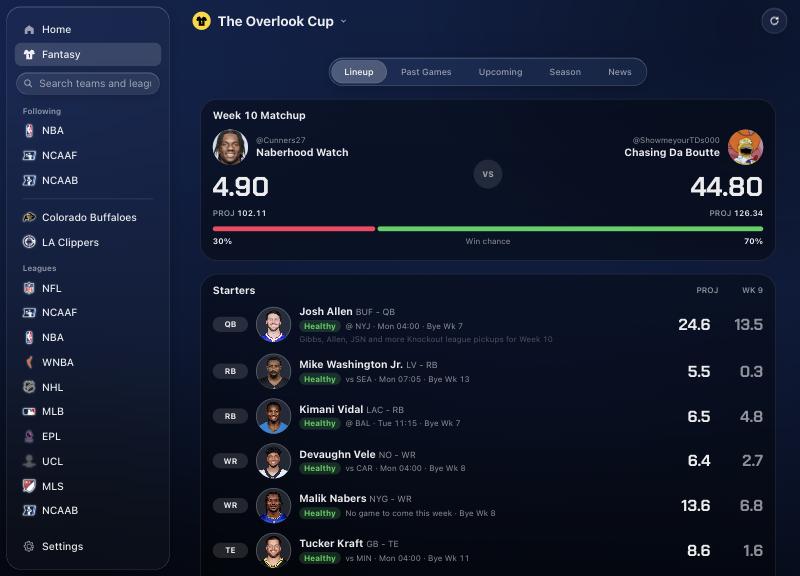 Home
Fantasy
Search teams and leagu
Following
NBA
NCAAF
NCAAB
Colorado Buffaloes
LA Clippers
Leagues
NFL
NCAAF
NBA
WNBA
NHL
MLB
EPL
UCL
MLS
NCAAB
Settings
The Overlook Cup
Lineup Past Games Upcoming Season News
Week 10 Matchup
@Cunners27 @ShowmeyourTDs000
Naberhood Watch Chasing Da Boutte
4.90 VS 44.80
PROJ 102.11 PROJ 126.34
30% Win chance 70%
Starters PROJ WK 9
QB Josh Allen BUF - QB 24.6 13.5
Healthy @ NYJ · Mon 04:00 · Bye Wk 7
Gibbs, Allen, JSN and more Knockout league pickups for Week 10
RB Mike Washington Jr. LV - RB 5.5 0.3
Healthy vs SEA · Mon 07:05 · Bye Wk 13
RB Kimani Vidal LAC - RB 6.5 4.8
Healthy @ BAL · Tue 11:15 · Bye Wk 7
WR Devaughn Vele NO - WR 6.4 2.7
Healthy vs CAR · Mon 04:00 · Bye Wk 8
WR Malik Nabers NYG - WR 13.6 6.8
Healthy No game to come this week · Bye Wk 8
TE Tucker Kraft GB - TE 8.6 1.6
Healthy vs MIN · Mon 04:00 · Bye Wk 11